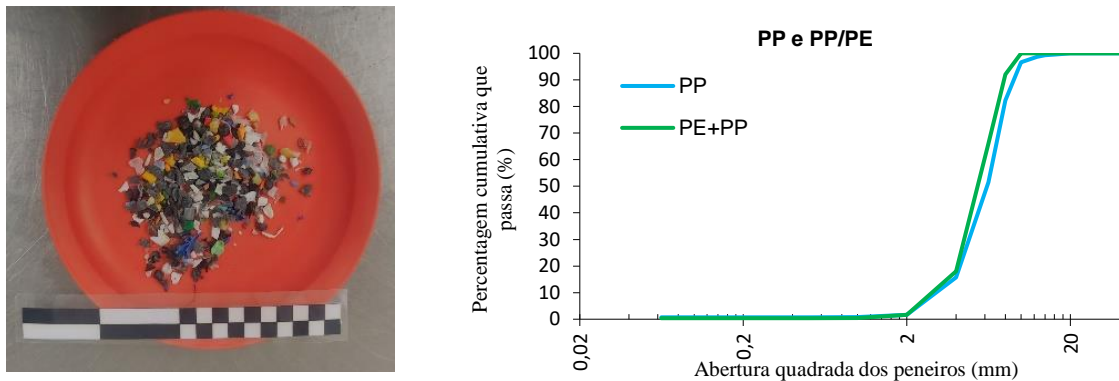 PP e PP/PE
Percentagem cumulativa que
passa (%)
100
90
80
70
60
50
40
30
20
10
0
PP
PE+PP
0,02
0,2
2
20
Abertura quadrada dos peneiros (mm)